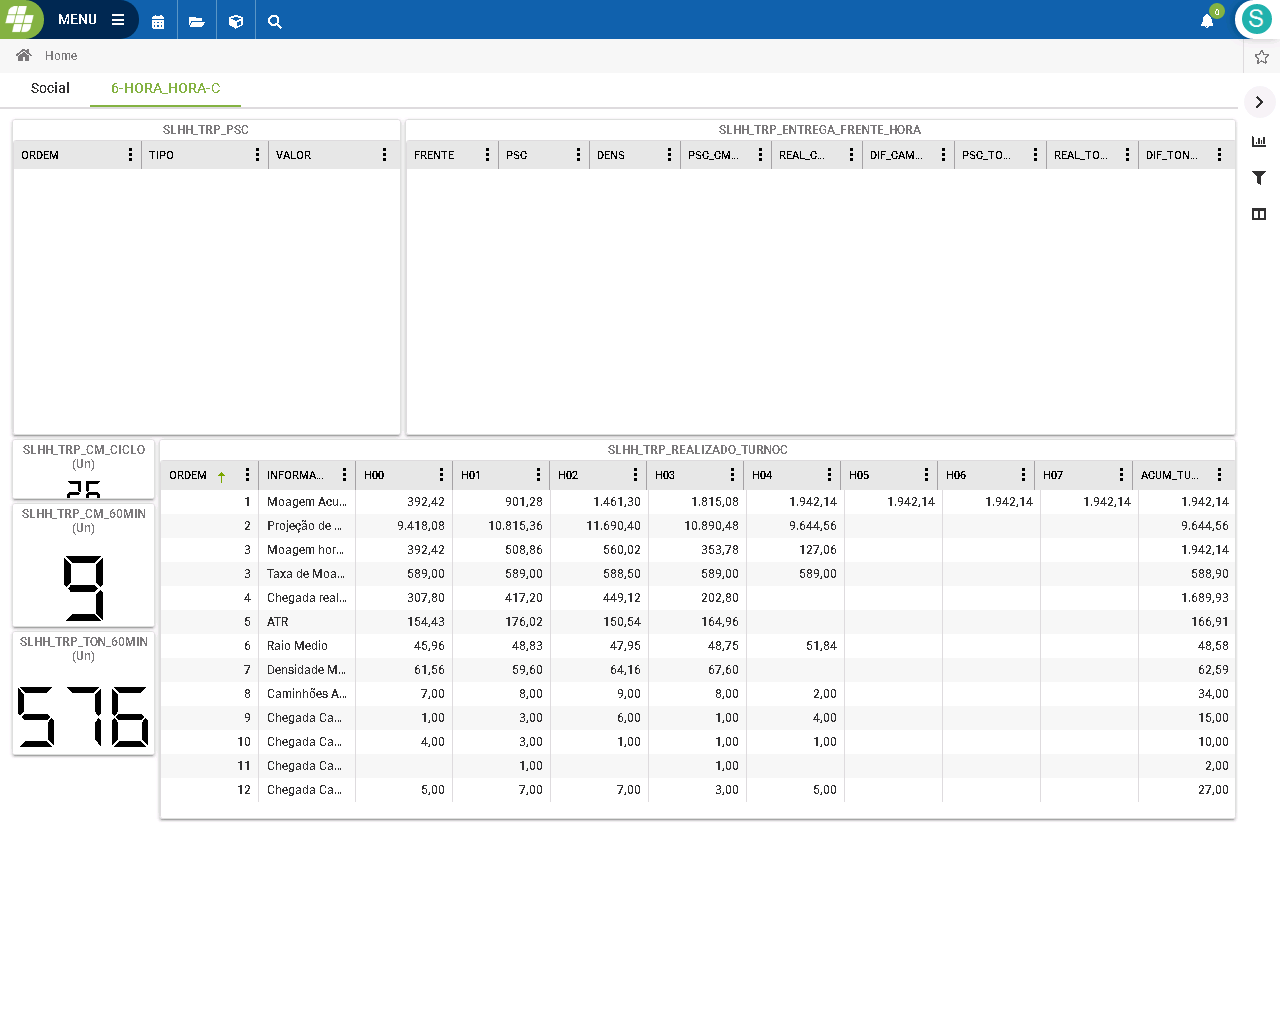 MENU
0
S
Home
Social 6-HORA_HORA-C
SLHH_TRP_PSC
ORDEM TIPO VALOR
SLHH_TRP_ENTREGA_FRENTE_HORA
FRENTE PSC DENS PSC_CM... REAL_C... DIF_CAM... PSC_TO... REAL_TO... DIF_TON...
SLHH_TRP_CM_CICLO
(Un)
26
SLHH_TRP_CM_60MIN
(Un)
9
SLHH_TRP_TON_60MIN
(Un)
576
SLHH_TRP_REALIZADO_TURNOC
ORDEM INFORMA... H00 H01 H02 H03 H04 H05 H06 H07 ACUM_TU...
1 Moagem Acu... 392,42 901,28 1.461,30 1.815,08 1.942,14 1.942,14 1.942,14 1.942,14 1.942,14
2 Projeção de ... 9.418,08 10.815,36 11.690,40 10.890,48 9.644,56 9.644,56
3 Moagem hor... 392,42 508,86 560,02 353,78 127,06 1.942,14
3 Taxa de Moa... 589,00 589,00 588,50 589,00 589,00 588,90
4 Chegada real... 307,80 417,20 449,12 202,80 1.689,93
5 ATR 154,43 176,02 150,54 164,96 166,91
6 Raio Medio 45,96 48,83 47,95 48,75 51,84 48,58
7 Densidade M... 61,56 59,60 64,16 67,60 62,59
8 Caminhões A... 7,00 8,00 9,00 8,00 2,00 34,00
9 Chegada Ca... 1,00 3,00 6,00 1,00 4,00 15,00
10 Chegada Ca... 4,00 3,00 1,00 1,00 1,00 10,00
11 Chegada Ca... 1,00 1,00 2,00
12 Chegada Ca... 5,00 7,00 7,00 3,00 5,00 27,00